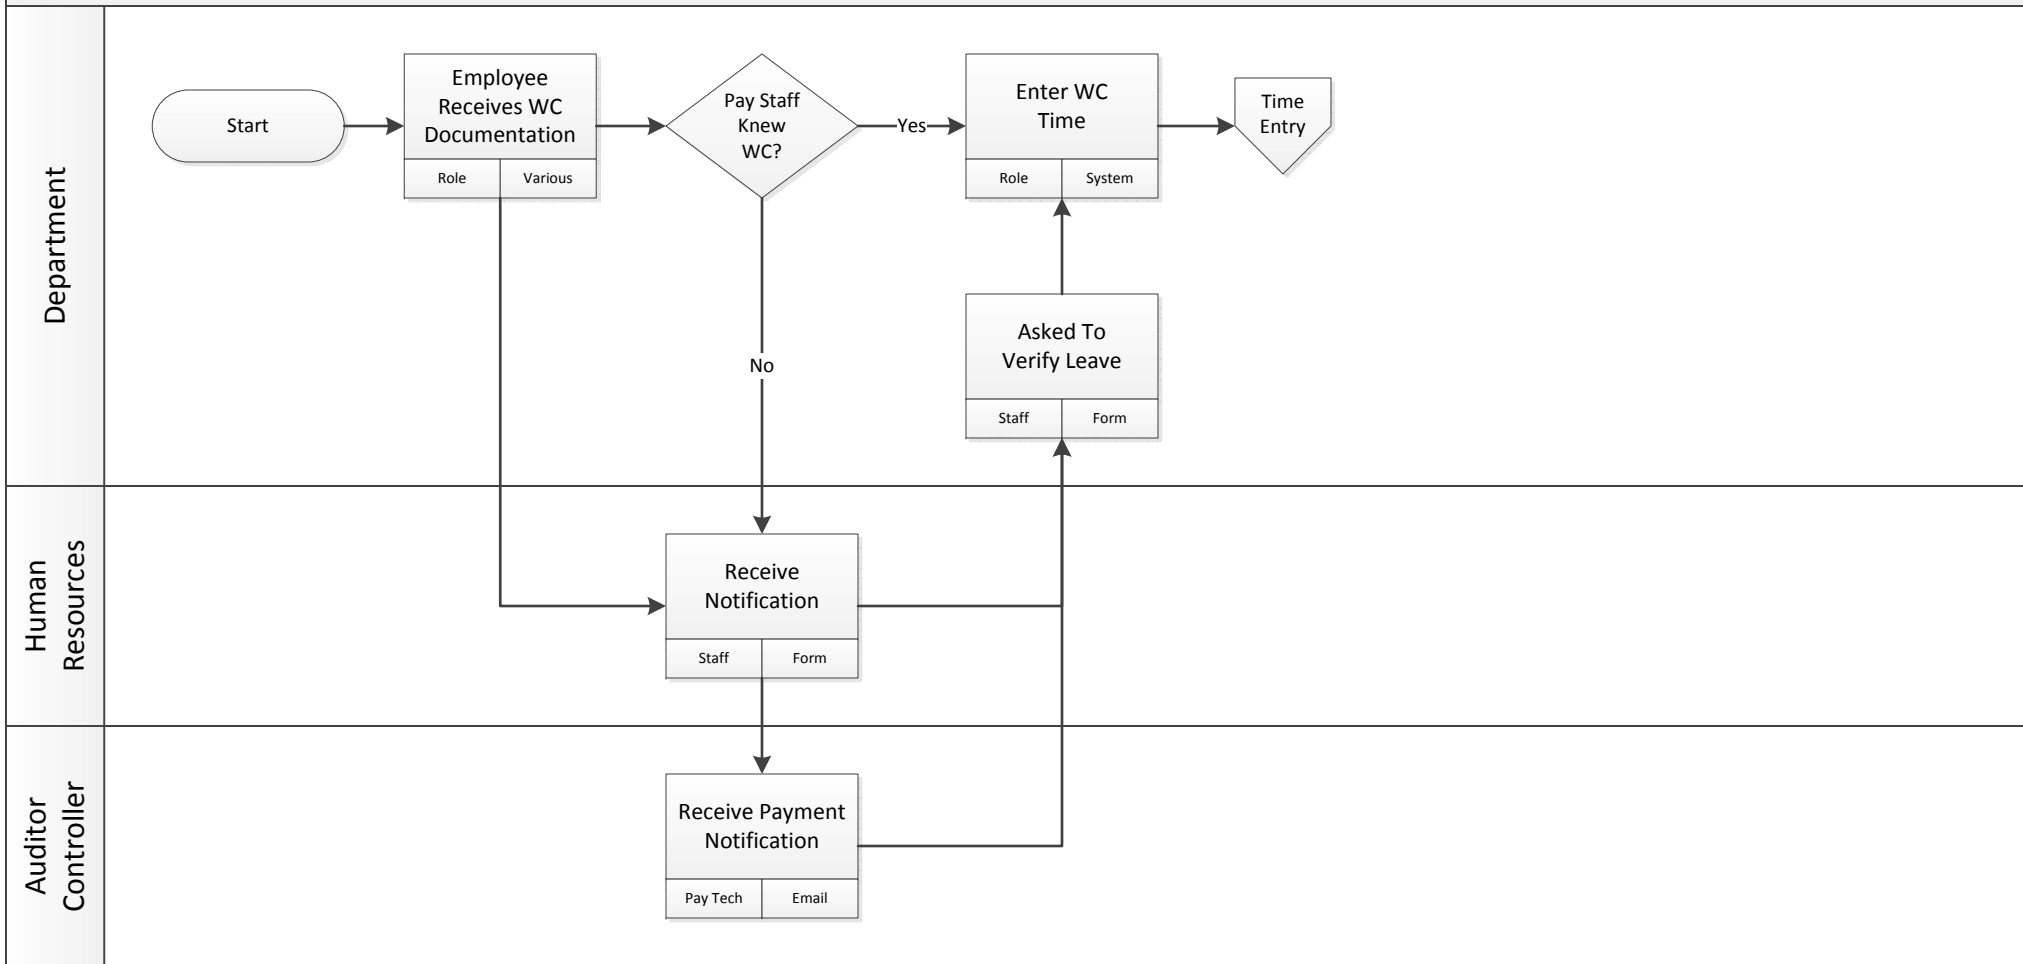 Department
Start
Employee
Receives WC
Documentation
Role
Various
Pay Staff
Knew
WC?
Yes
Enter WC
Time
Role
System
Time
Entry
No
Asked To
Verify Leave
Staff
Form
Human
Resources
Receive
Notification
Staff
Form
Auditor
Controller
Receive Payment
Notification
Pay Tech
Email